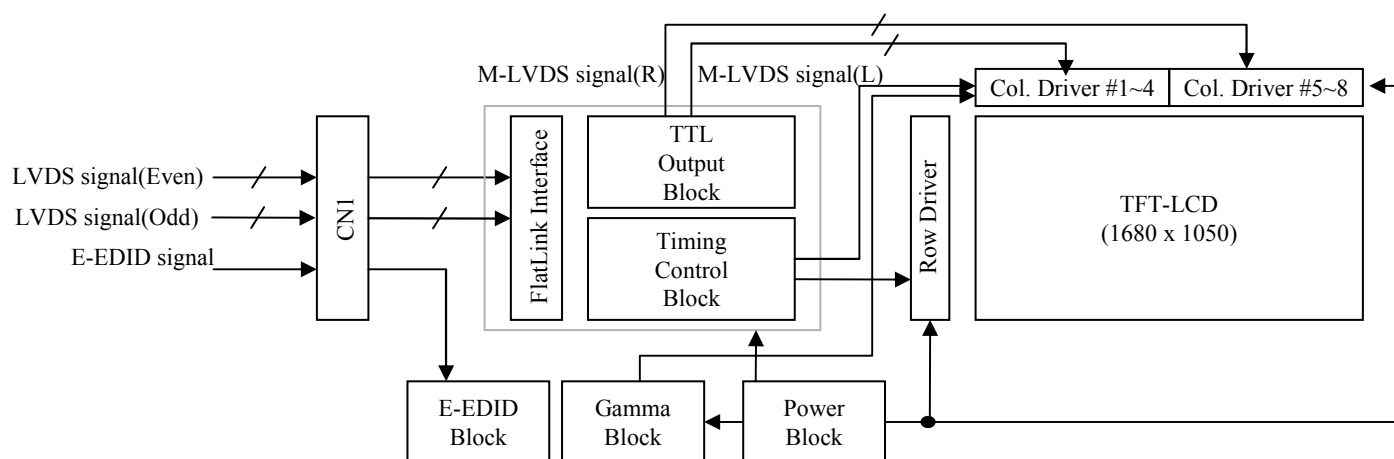 M-LVDS signal(R)
M-LVDS signal(L)
Col. Driver #1~4
Col. Driver #5~8
LVDS signal(Even)
LVDS signal(Odd)
E-EDID signal
CN1
FlatLink Interface
TTL
Output
Block
Timing
Control
Block
Row Driver
TFT-LCD
(1680 x 1050)
E-EDID
Block
Gamma
Block
Power
Block